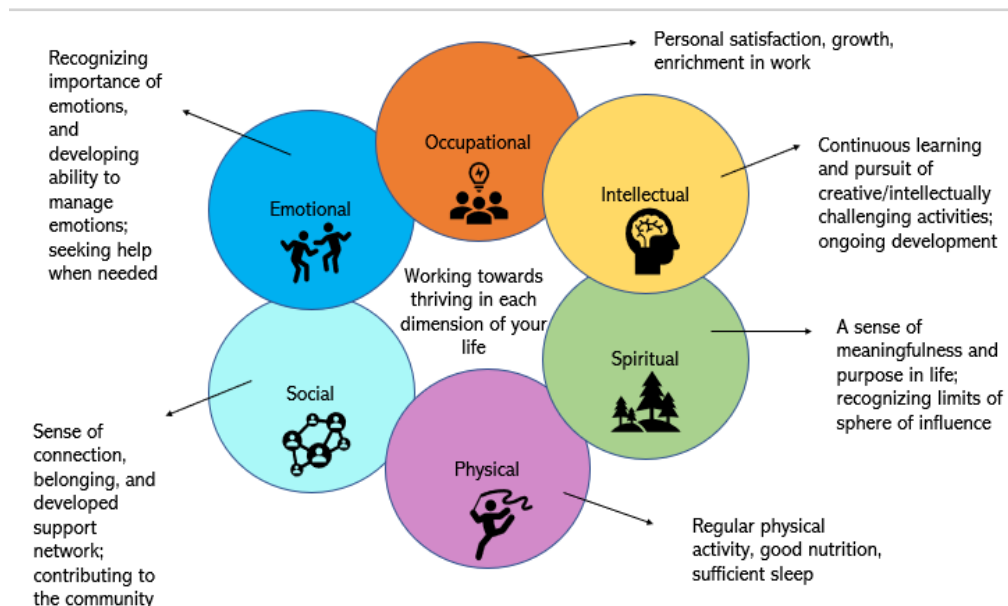 Recognizing
importance of
emotions,
and
developing
ability to
manage
emotions;
seeking help
when needed
Emotional
Occupational
Personal satisfaction, growth,
enrichment in work
Intellectual
Continuous learning
and pursuit of
creative/intellectually
challenging activities;
ongoing development
Working towards
thriving in each
dimension of your
life
Spiritual
A sense of
meaningfulness and
purpose in life;
recognizing limits of
sphere of influence
Social
Sense of
connection,
belonging, and
developed
support
network;
contributing to
the community
Physical
Regular physical
activity, good nutrition,
sufficient sleep